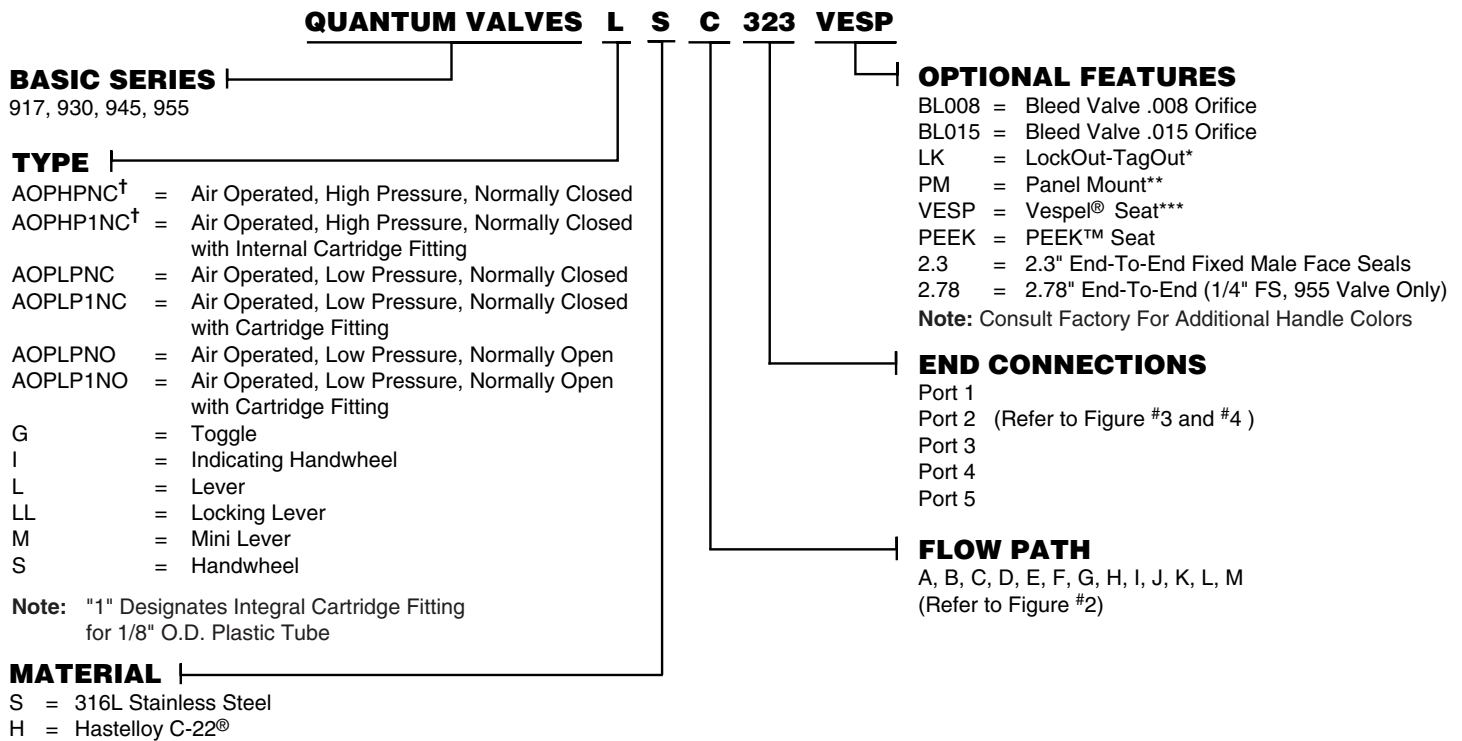 QUANTUM VALVES L S C 323 VESP
BASIC SERIES
917, 930, 945, 955
TYPE
AOPHPNC† = Air Operated, High Pressure, Normally Closed
AOPHP1NC† = Air Operated, High Pressure, Normally Closed
with Internal Cartridge Fitting
AOPLPNC = Air Operated, Low Pressure, Normally Closed
AOPLP1NC = Air Operated, Low Pressure, Normally Closed
with Cartridge Fitting
AOPLPNO = Air Operated, Low Pressure, Normally Open
AOPLP1NO = Air Operated, Low Pressure, Normally Open
with Cartridge Fitting
G = Toggle
I = Indicating Handwheel
L = Lever
LL = Locking Lever
M = Mini Lever
S = Handwheel
Note: "1" Designates Integral Cartridge Fitting
for 1/8" O.D. Plastic Tube
MATERIAL
S = 316L Stainless Steel
H = Hastelloy C-22®
OPTIONAL FEATURES
BL008 = Bleed Valve .008 Orifice
BL015 = Bleed Valve .015 Orifice
LK = LockOut-TagOut*
PM = Panel Mount**
VESP = Vespel® Seat***
PEEK = PEEK™ Seat
2.3 = 2.3" End-To-End Fixed Male Face Seals
2.78 = 2.78" End-To-End (1/4" FS, 955 Valve Only)
Note: Consult Factory For Additional Handle Colors
END CONNECTIONS
Port 1
Port 2 (Refer to Figure #3 and #4 )
Port 3
Port 4
Port 5
FLOW PATH
A, B, C, D, E, F, G, H, I, J, K, L, M
(Refer to Figure #2)